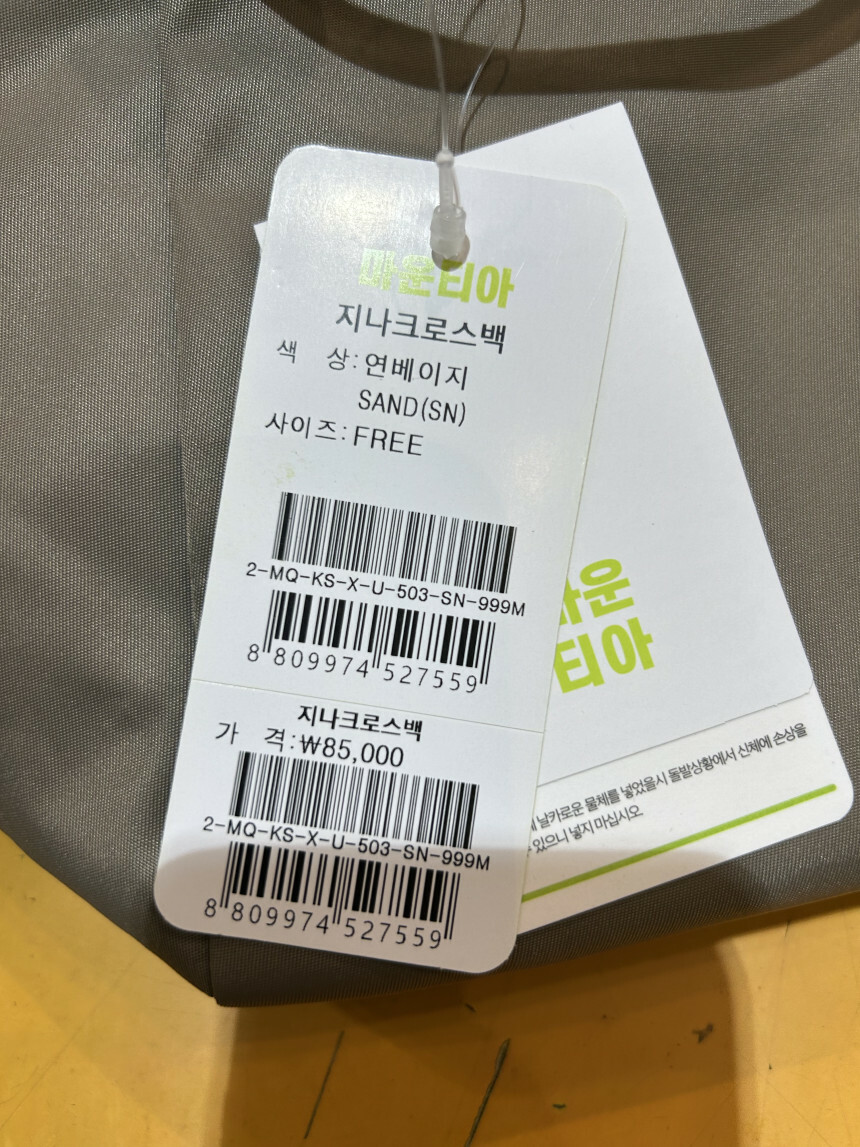 마운티아
지나크로스백
색 상:연베이지
SAND(SN)
사이즈:FREE
2-MQ-KS-X-U-503-SN-999M
8 809974 527559
지나크로스백
가 격:₩85,000
2-MQ-KS-X-U-503-SN-999M
8 809974 527559
운
티아
날카로운 물체를 넣었을시 돌발상황에서 신체에 손상을
있으니 넣지 마십시오